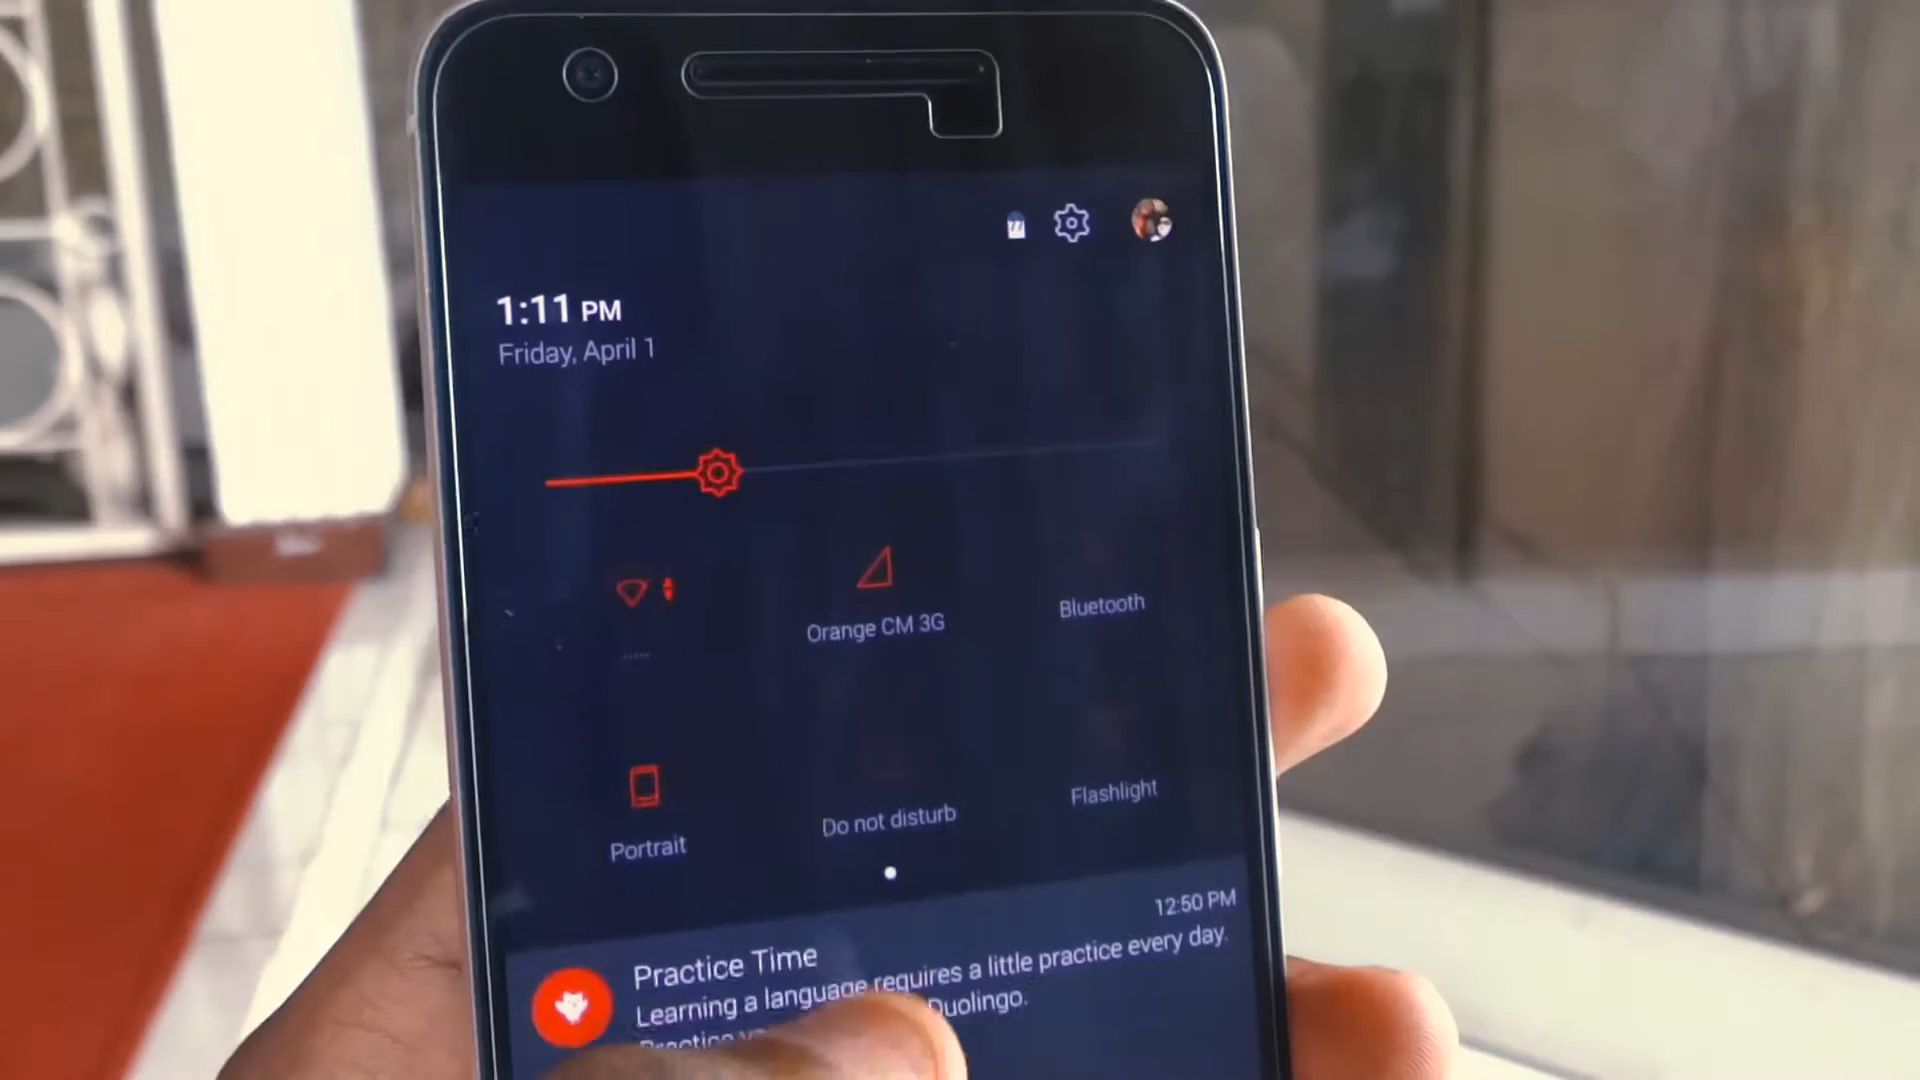 1:11 PM
Friday, April 1
Orange CM 3G
Bluetooth
Portrait
Do not disturb
Flashlight
12:50 PM
Practice Time
Learning a language requires a little practice every day.
Practice Duolingo.